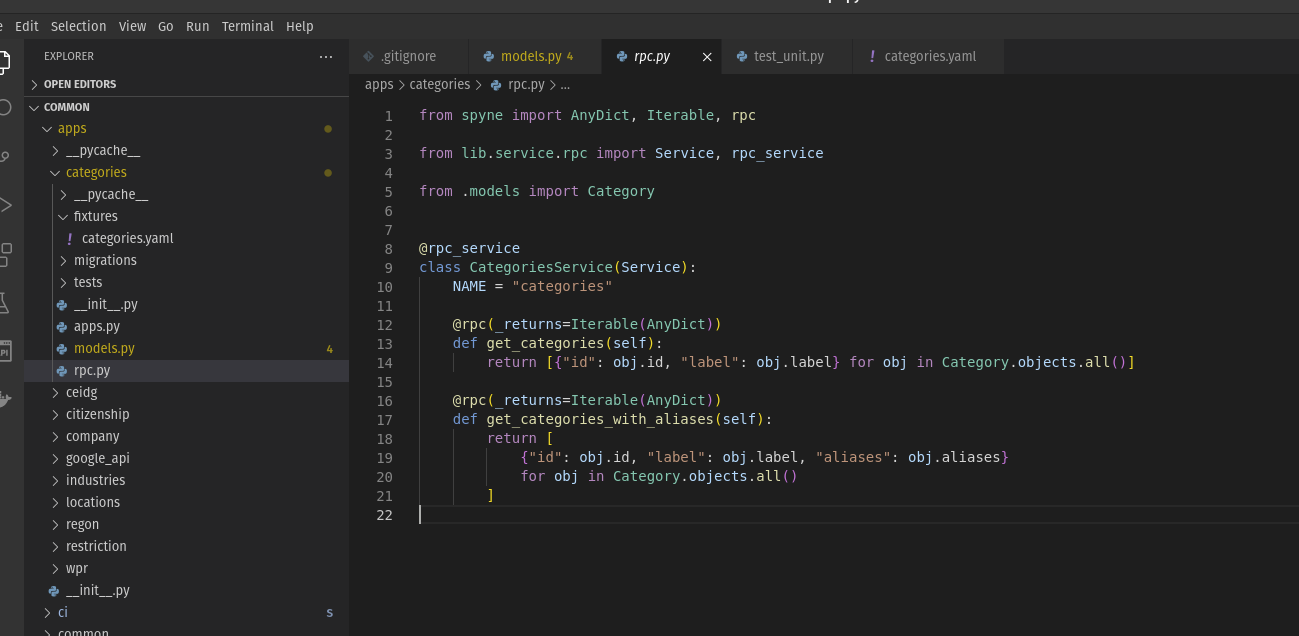 Edit Selection View Go Run Terminal Help
EXPLORER ...
.gitignore
models.py 4
rpc.py ×
test_unit.py
! categories.yaml
OPEN EDITORS
COMMON
apps
__pycache__
categories
__pycache__
fixtures
! categories.yaml
migrations
tests
__init__.py
apps.py
models.py 4
rpc.py
ceidg
citizenship
company
google_api
industries
locations
regon
restriction
wpr
__init__.py
ci S
common
apps > categories > rpc.py > ...
1 from spyne import AnyDict, Iterable, rpc
2
3 from lib.service.rpc import Service, rpc_service
4
5 from .models import Category
6
7
8 @rpc_service
9 class CategoriesService(Service):
10     NAME = "categories"
11
12     @rpc(_returns=Iterable(AnyDict))
13     def get_categories(self):
14         return [{"id": obj.id, "label": obj.label} for obj in Category.objects.all()]
15
16     @rpc(_returns=Iterable(AnyDict))
17     def get_categories_with_aliases(self):
18         return [
19             {"id": obj.id, "label": obj.label, "aliases": obj.aliases}
20             for obj in Category.objects.all()
21         ]
22